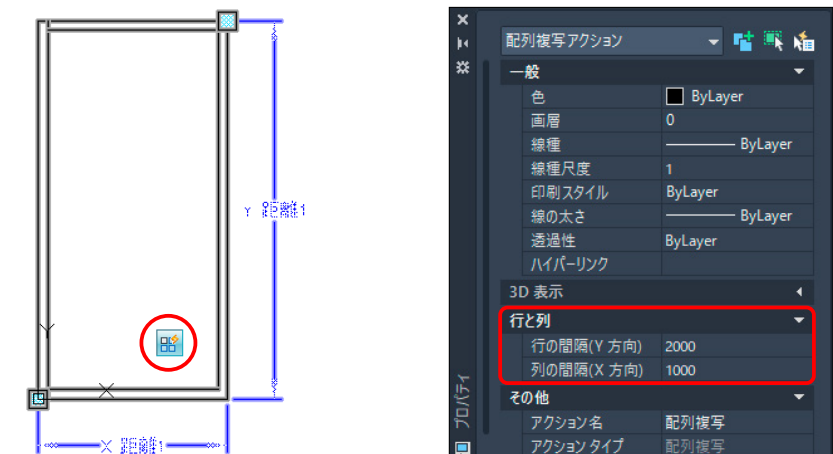 Y 距離1
Y
X
X 距離1
配列複写アクション
一般
色 ByLayer
画層 0
線種 ByLayer
線種尺度 1
印刷スタイル ByLayer
線の太さ ByLayer
透過性 ByLayer
ハイパーリンク
3D 表示
行と列
行の間隔(Y 方向) 2000
列の間隔(X 方向) 1000
その他
アクション名 配列複写
アクション タイプ 配列複写
プロパティ